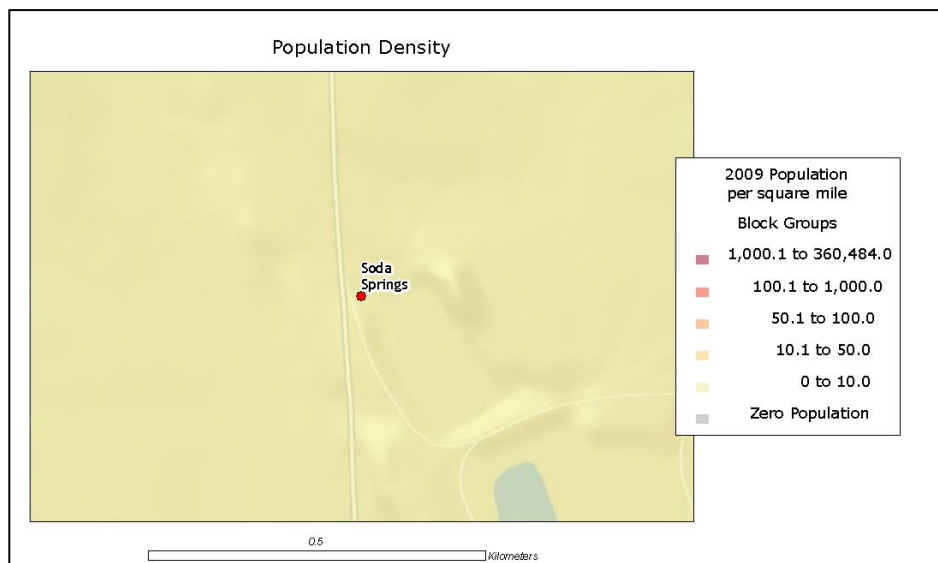 Population Density
Soda
Springs
2009 Population
per square mile
Block Groups
1,000.1 to 360,484.0
100.1 to 1,000.0
50.1 to 100.0
10.1 to 50.0
0 to 10.0
Zero Population
0.5
Kilometers